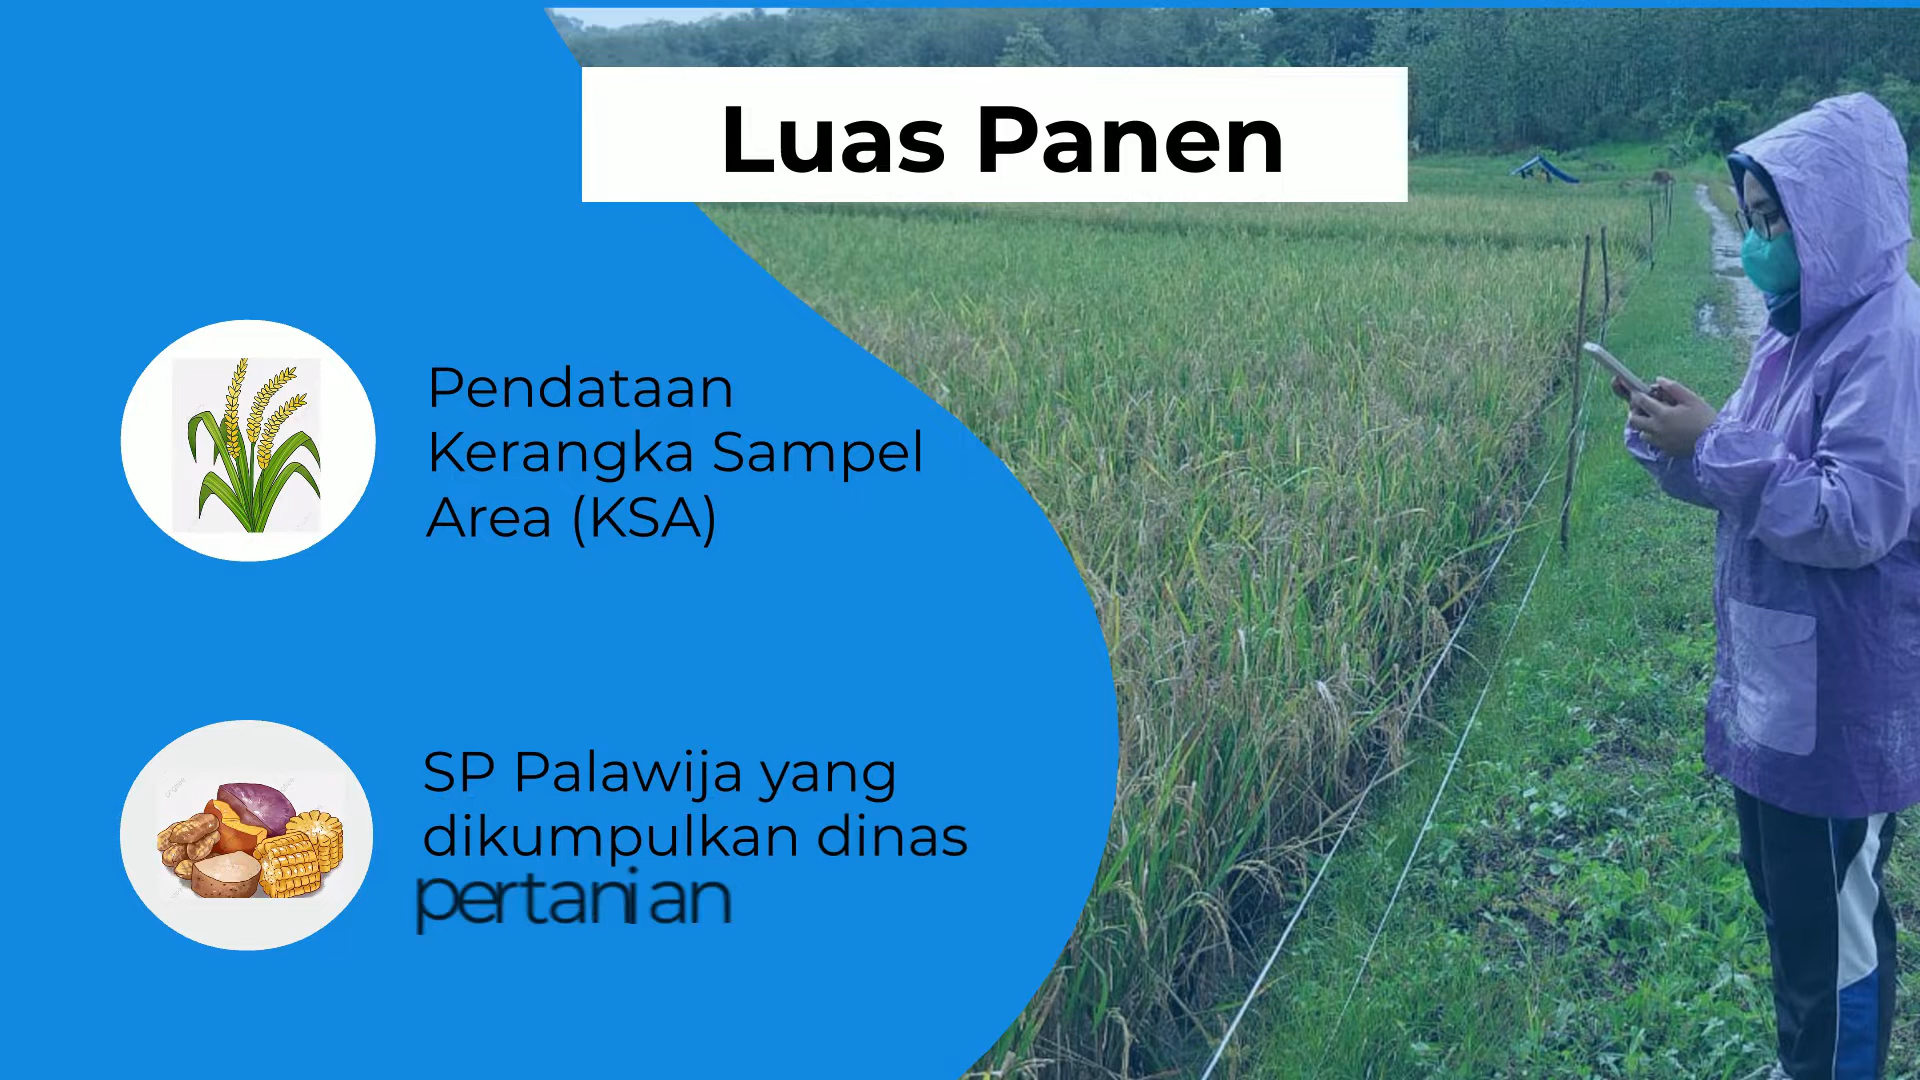 Luas Panen
Pendataan
Kerangka Sampel
Area (KSA)
SP Palawija yang
dikumpulkan dinas
pertanian